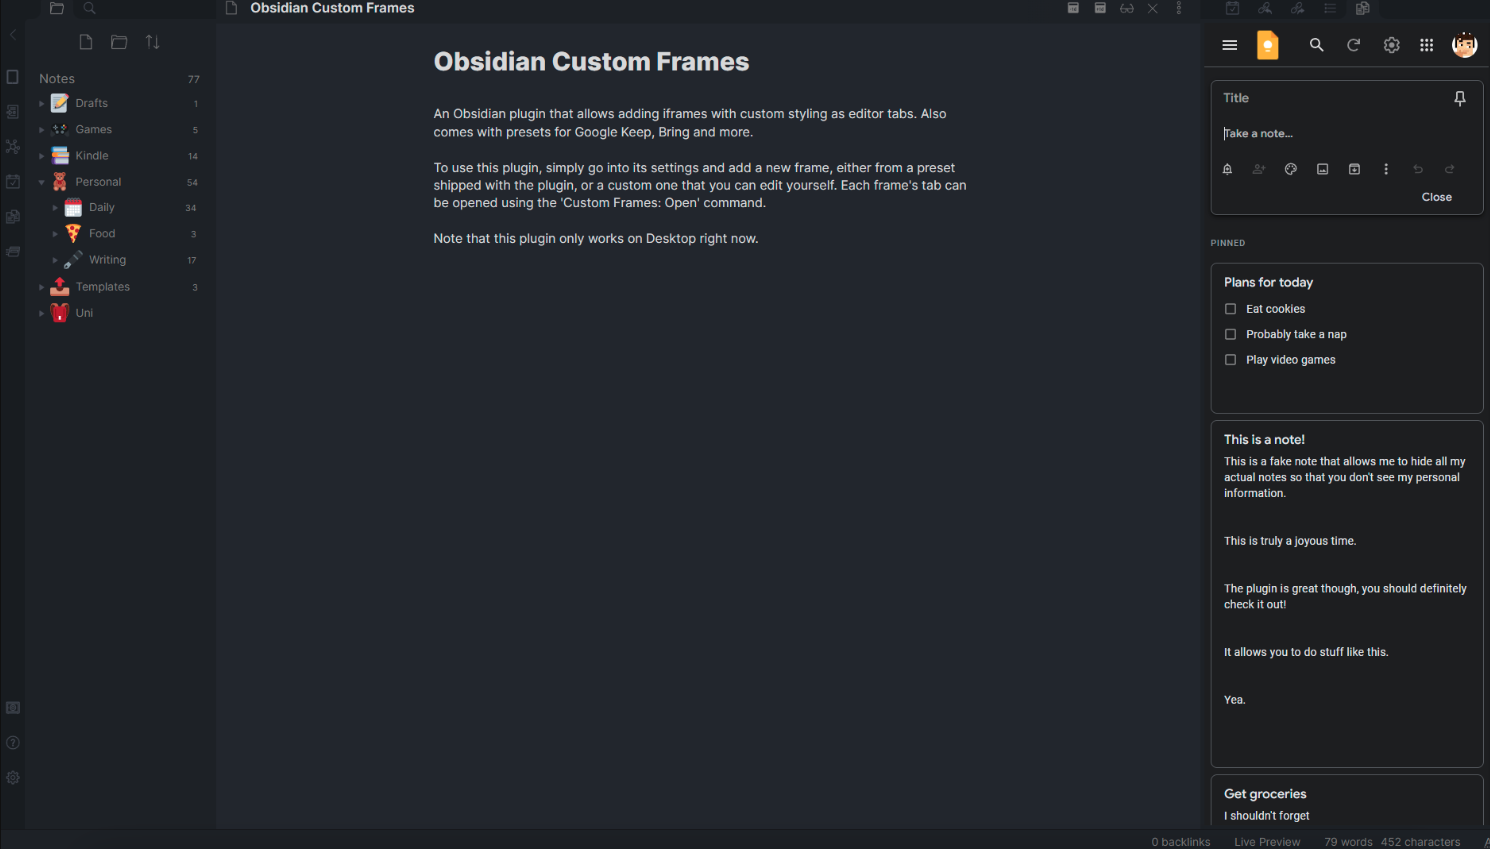 Obsidian Custom Frames
Notes 77
Drafts 1
Games 5
Kindle 14
Personal 54
Daily 34
Food 3
Writing 17
Templates 3
Uni
Obsidian Custom Frames
An Obsidian plugin that allows adding iframes with custom styling as editor tabs. Also
comes with presets for Google Keep, Bring and more.
To use this plugin, simply go into its settings and add a new frame, either from a preset
shipped with the plugin, or a custom one that you can edit yourself. Each frame's tab can
be opened using the 'Custom Frames: Open' command.
Note that this plugin only works on Desktop right now.
Title
Take a note...
Close
PINNED
Plans for today
Eat cookies
Probably take a nap
Play video games
This is a note!
This is a fake note that allows me to hide all my
actual notes so that you don't see my personal
information.
This is truly a joyous time.
The plugin is great though, you should definitely
check it out!
It allows you to do stuff like this.
Yea.
Get groceries
I shouldn't forget
0 backlinks Live Preview 79 words 452 characters